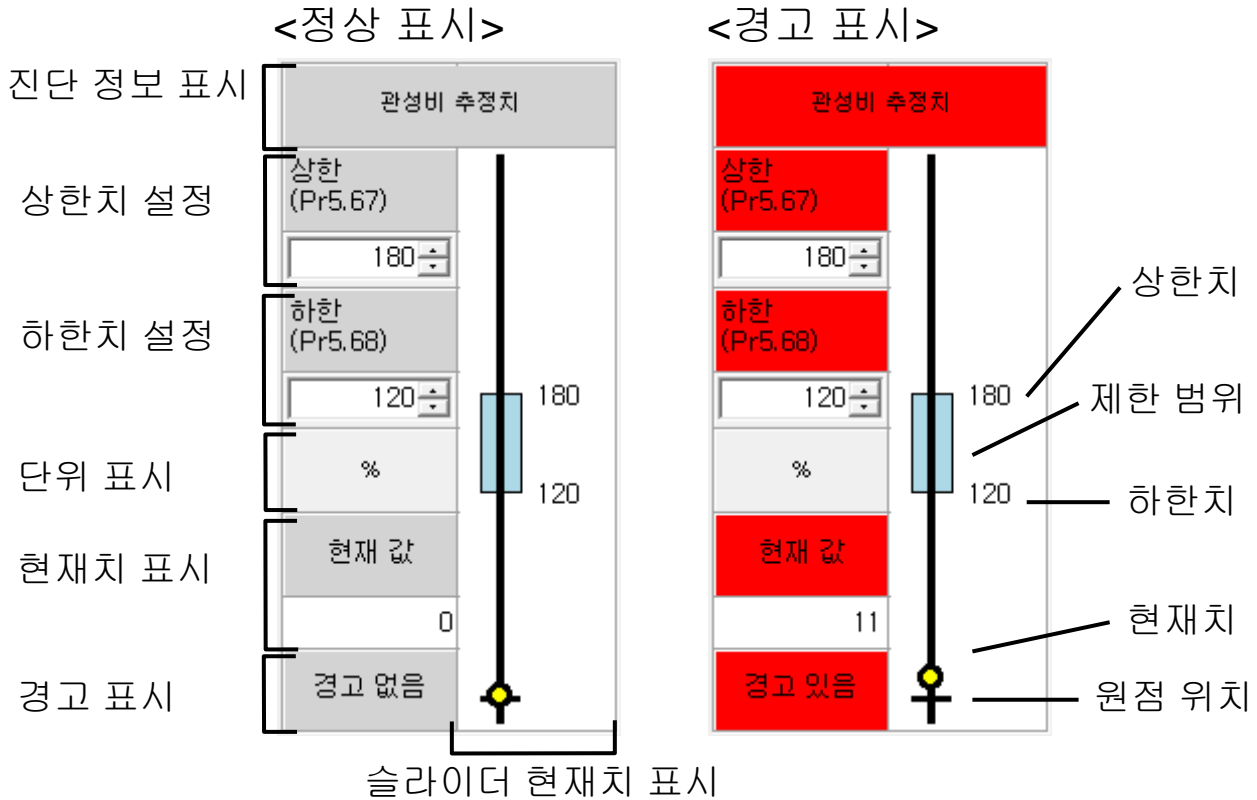 <정상 표시>
<경고 표시>
진단 정보 표시
관성비 추정치
관성비 추정치
상한치 설정
상한
(Pr5.67)
180
상한
(Pr5.67)
180
하한치 설정
하한
(Pr5.68)
120
하한
(Pr5.68)
120
180
120
180
120
상한치
제한 범위
하한치
단위 표시
%
%
현재치 표시
현재 값
0
현재 값
11
현재치
경고 표시
경고 없음
경고 있음
원점 위치
슬라이더 현재치 표시